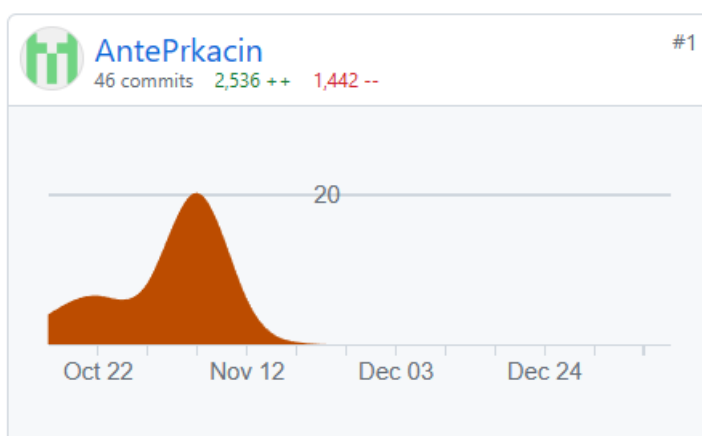 AntePrkacin #1
46 commits 2,536 ++ 1,442 --
20
Oct 22 Nov 12 Dec 03 Dec 24